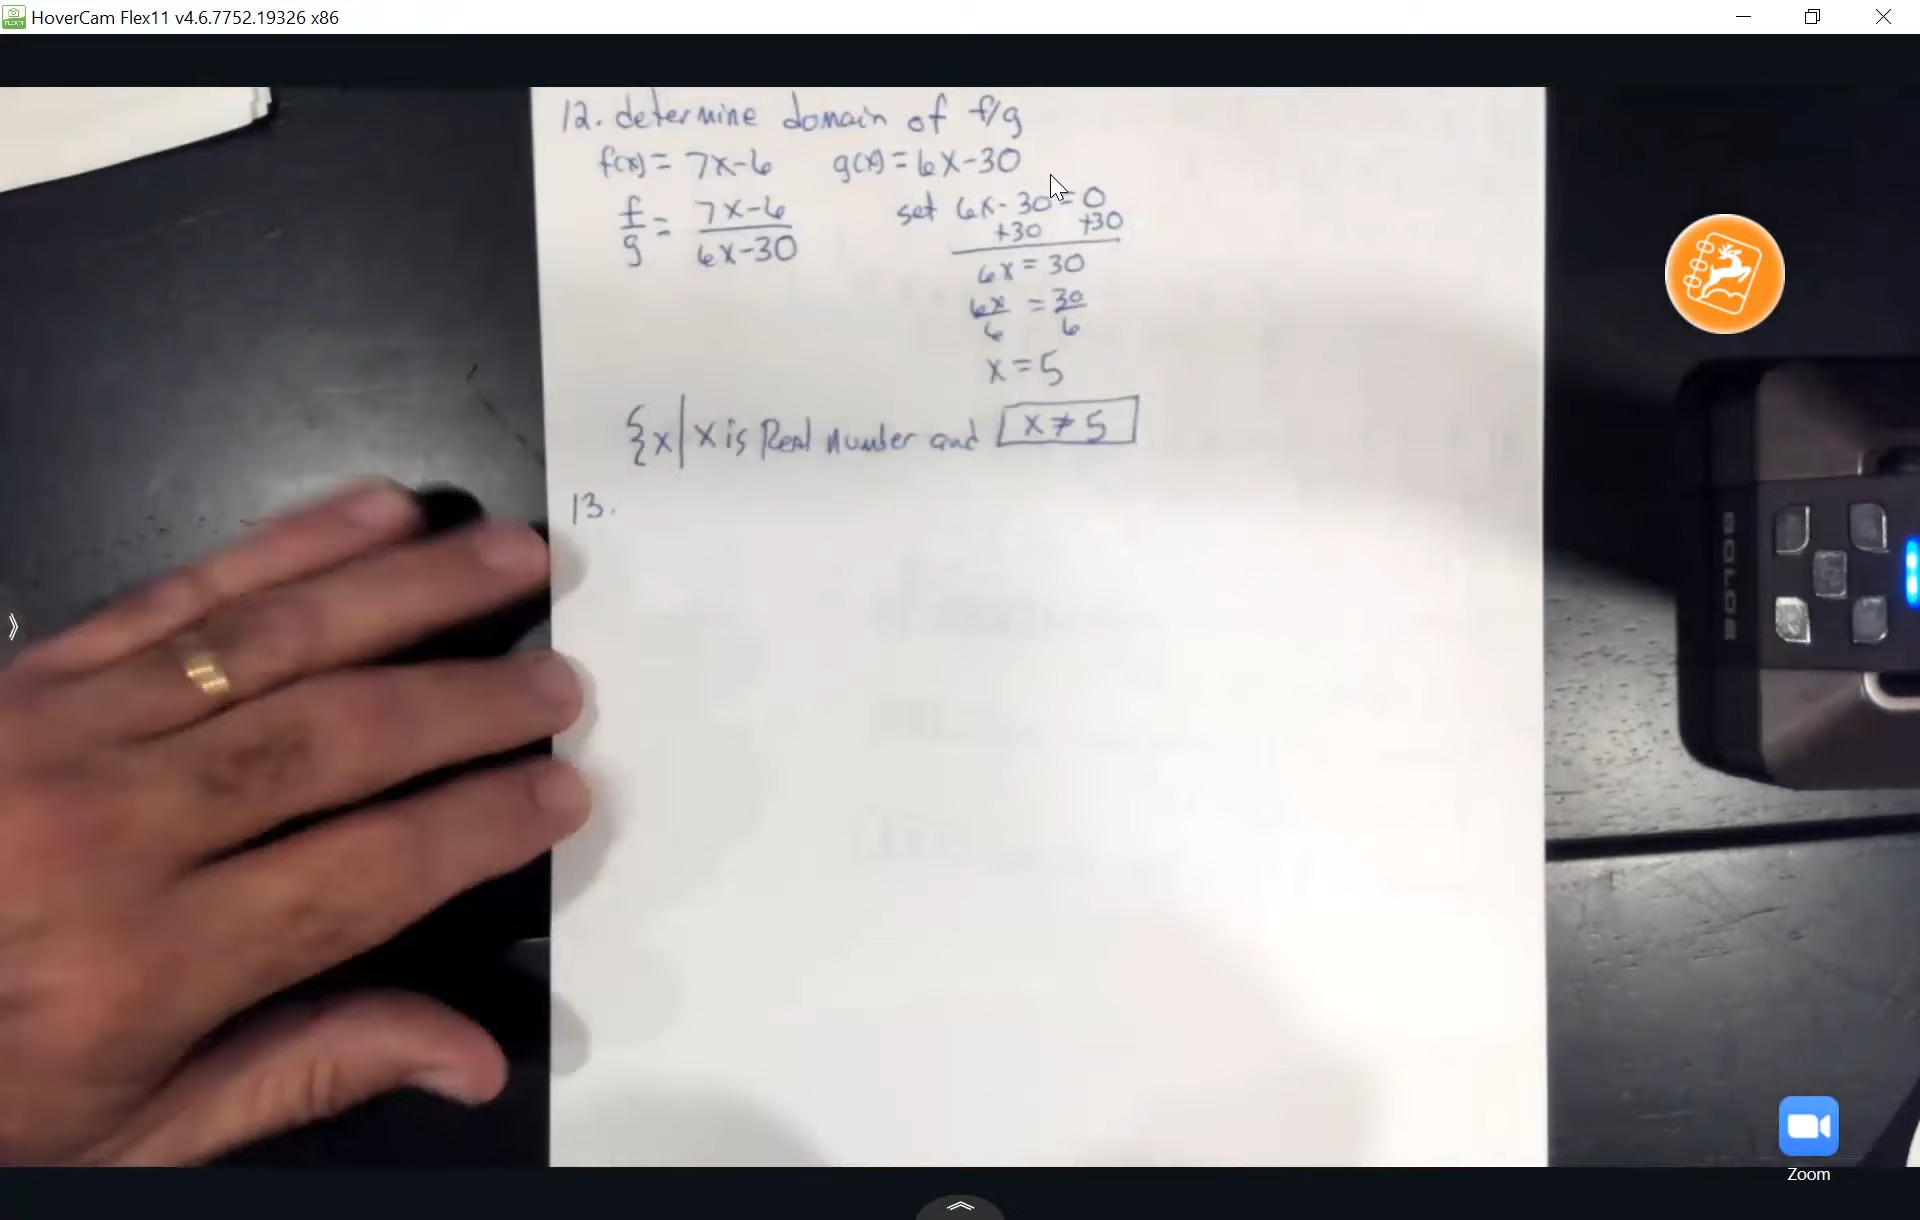 HoverCam Flex11 v4.6.7752.19326 x86
12. determine domain of f/g
f(x) = 7x-6 g(x) = 6x-30
f/g = 7x-6/6x-30
set 6x-30=0
+30 +30
6x = 30
6x/6 = 30/6
x = 5
{x|x is Real number and x ≠ 5
13.
SOLO8
Zoom